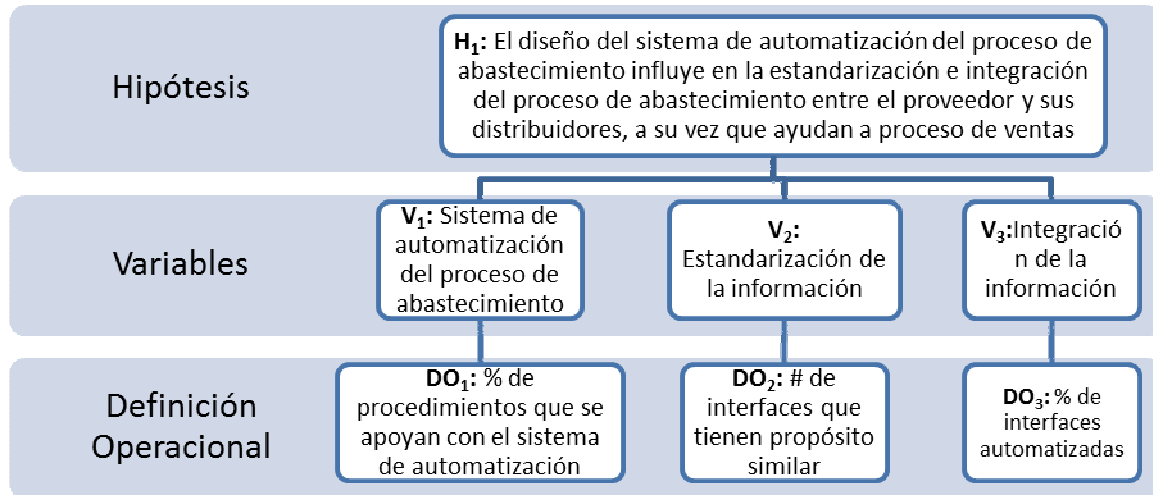 Hipótesis
H₁: El diseño del sistema de automatización del proceso de
abastecimiento influye en la estandarización e integración
del proceso de abastecimiento entre el proveedor y sus
distribuidores, a su vez que ayudan a proceso de ventas
Variables
V₁: Sistema de
automatización
del proceso de
abastecimiento
V₂:
Estandarización de
la información
V₃:Integració
n de la
información
Definición
Operacional
DO₁: % de
procedimientos que se
apoyan con el sistema
de automatización
DO₂: # de
interfaces que
tienen propósito
similar
DO₃: % de
interfaces
automatizadas